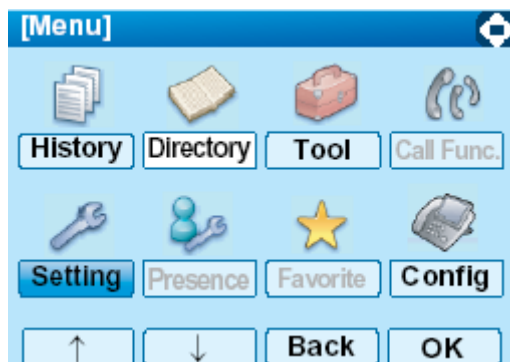 [Menu]
History Directory Tool Call Func.
Setting Presence Favorite Config
↑ ↓ Back OK